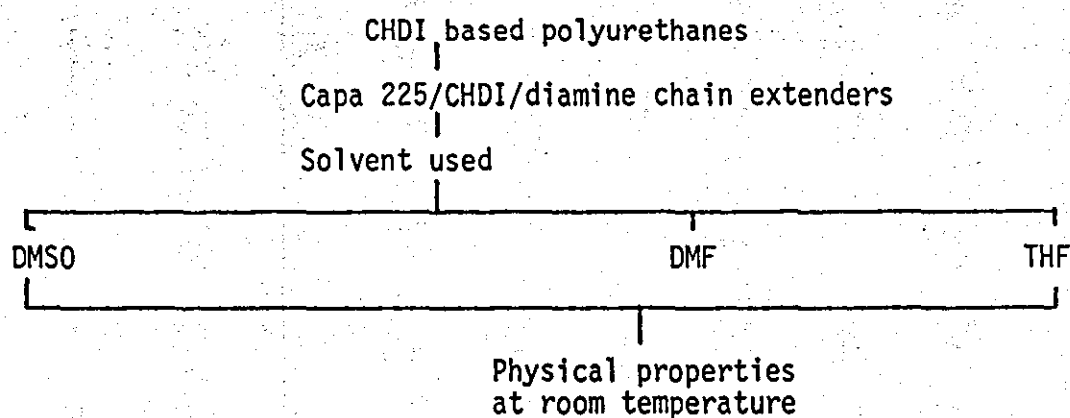 CHDI based polyurethanes
Capa 225/CHDI/diamine chain extenders
Solvent used
DMSO DMF THF
Physical properties
at room temperature